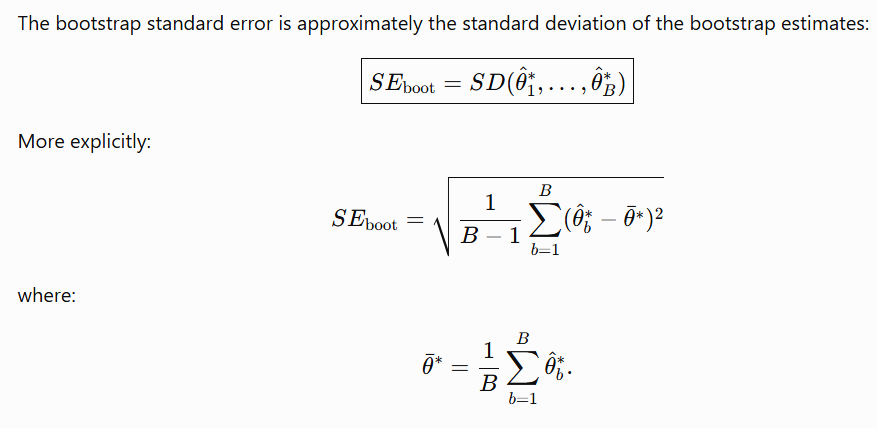 The bootstrap standard error is approximately the standard deviation of the bootstrap estimates:
$SE_{\text{boot}} = SD(\hat{\theta}_1^*, \ldots, \hat{\theta}_B^*)$
More explicitly:
$SE_{\text{boot}} = \sqrt{\frac{1}{B-1} \sum_{b=1}^{B} (\hat{\theta}_b^* - \bar{\theta}^*)^2}$
where:
$\bar{\theta}^* = \frac{1}{B} \sum_{b=1}^{B} \hat{\theta}_b^*.$